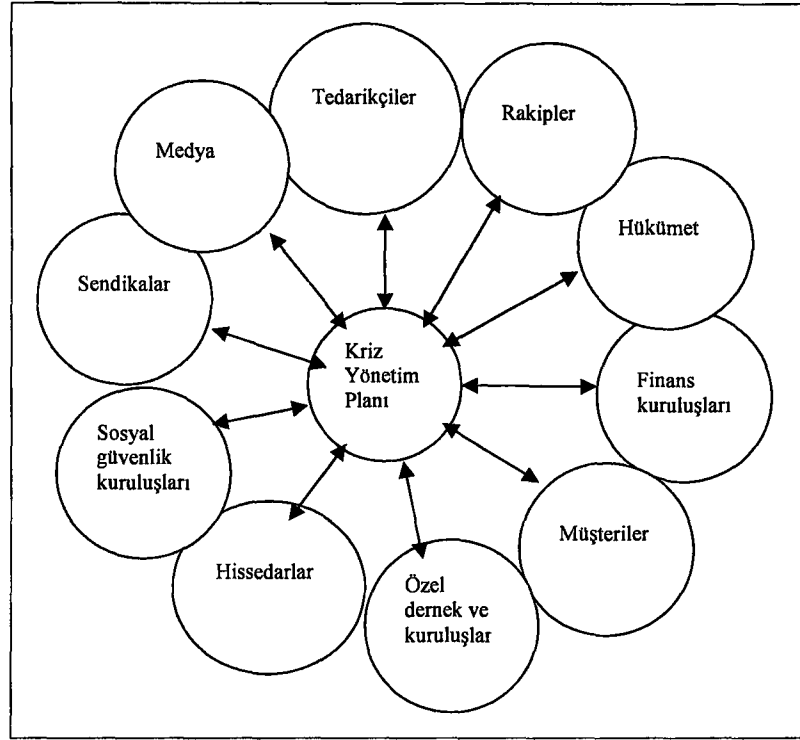 Tedarikçiler
Rakipler
Medya
Hükümet
Sendikalar
Kriz
Yönetim
Planı
Finans
kuruluşları
Sosyal
güvenlik
kuruluşları
Müşteriler
Hissedarlar
Özel
dernek ve
kuruluşlar